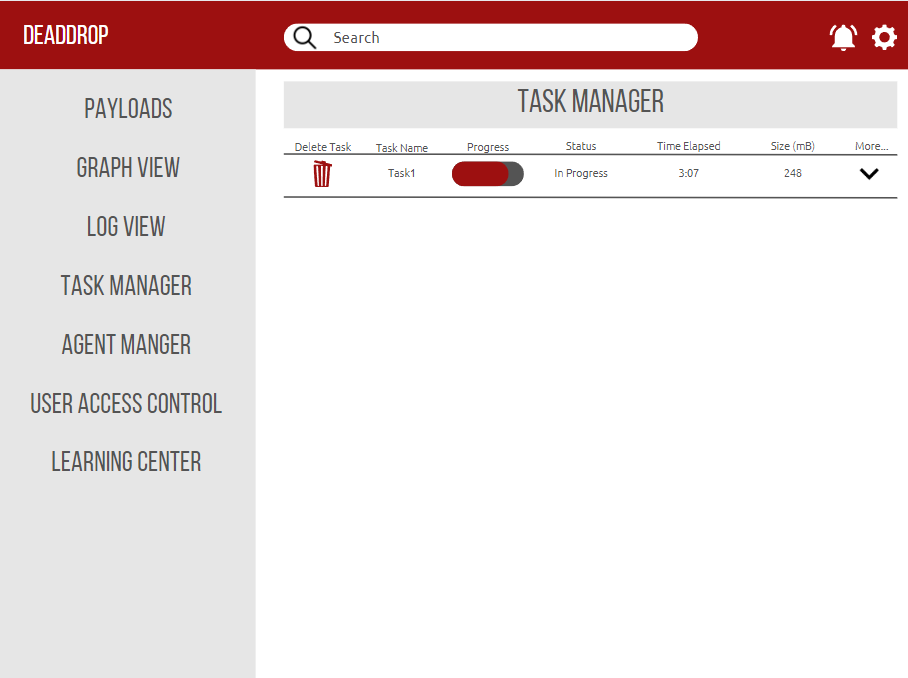 DEADDROP
Search
PAYLOADS
GRAPH VIEW
LOG VIEW
TASK MANAGER
AGENT MANGER
USER ACCESS CONTROL
LEARNING CENTER
TASK MANAGER
Delete Task Task Name Progress Status Time Elapsed Size (mB) More...
Task1 In Progress 3:07 248